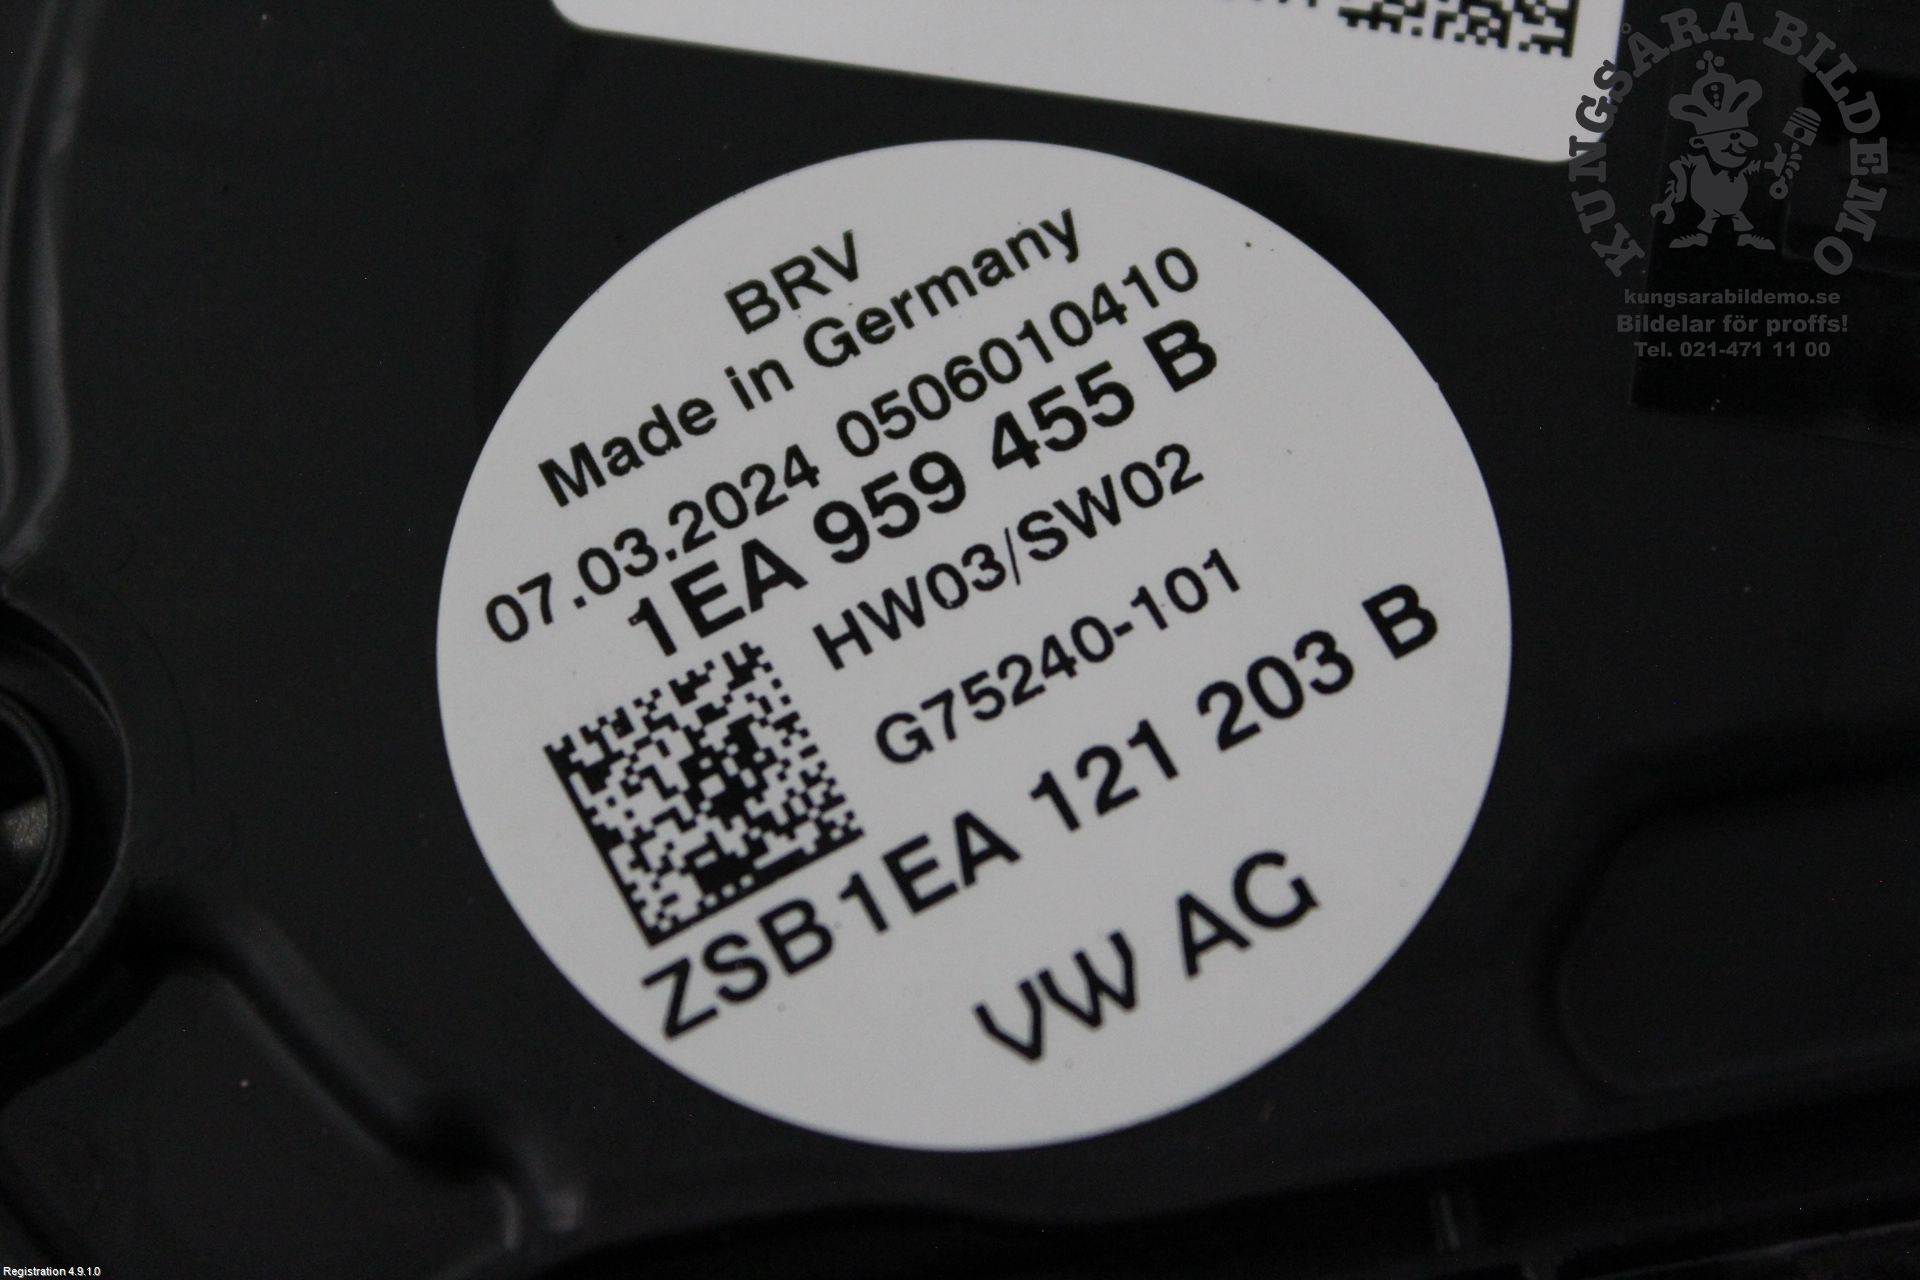 BRV
Made in Germany
07.03.2024 0506010410
1EA 959 455 B
HW03/SW02
G75240-101
ZSB 1EA 121 203 B
VW AG
KUNGSÅRA BILDEMO
kungsarabildemo.se
Bildelar för proffs!
Tel. 021-471 11 00
Registration 4.9.1.0